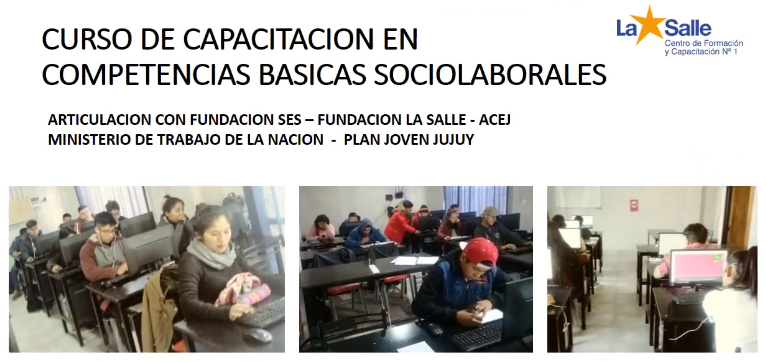 CURSO DE CAPACITACION EN
COMPETENCIAS BASICAS SOCIOLABORALES
La Salle
Centro de Formación
y Capacitación Nº 1
ARTICULACION CON FUNDACION SES – FUNDACION LA SALLE - ACEJ
MINISTERIO DE TRABAJO DE LA NACION - PLAN JOVEN JUJUY